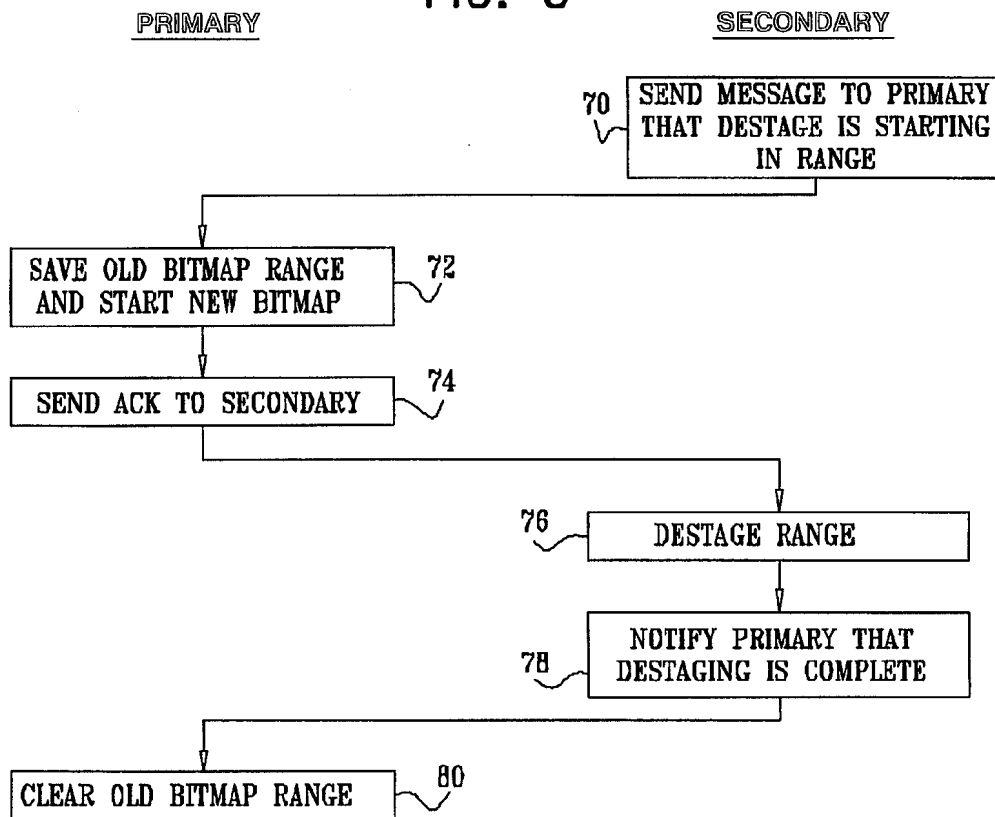 PRIMARY
SECONDARY
70
SEND MESSAGE TO PRIMARY
THAT DESTAGE IS STARTING
IN RANGE
SAVE OLD BITMAP RANGE
AND START NEW BITMAP
72
SEND ACK TO SECONDARY
74
76
DESTAGE RANGE
78
NOTIFY PRIMARY THAT
DESTAGING IS COMPLETE
CLEAR OLD BITMAP RANGE
80